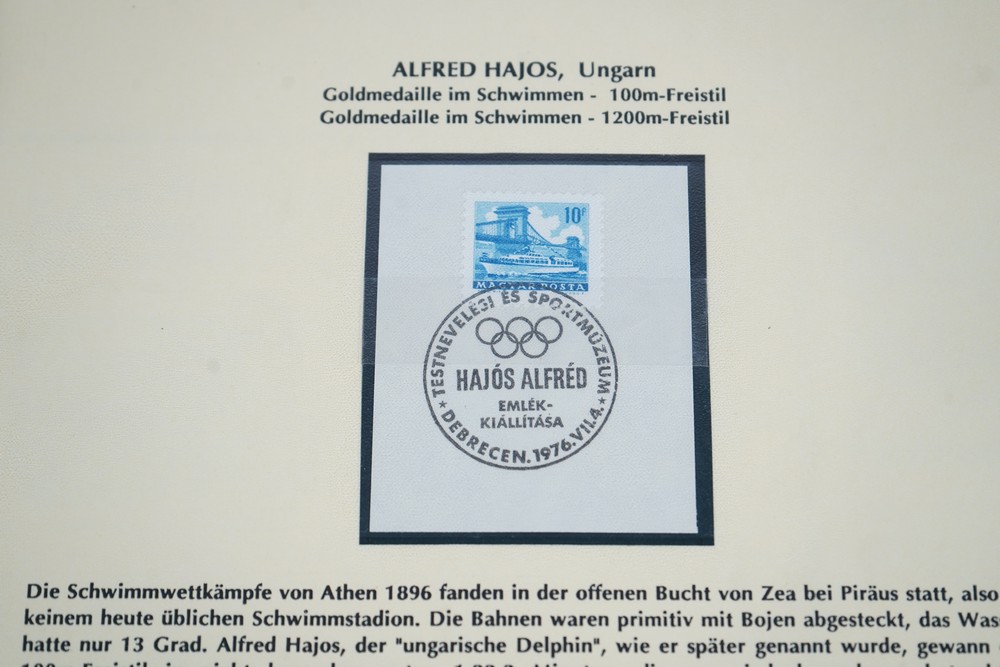 ALFRED HAJOS, Ungarn
Goldmedaille im Schwimmen - 100m-Freistil
Goldmedaille im Schwimmen - 1200m-Freistil
10F
MAGYAR POSTA
TESTNEVELÉSI ÉS SPORTMÚZEUM
HAJÓS ALFRÉD
EMLÉK-
KIÁLLÍTÁSA
★ DEBRECEN. 1976.VII.4. ★
Die Schwimmwettkämpfe von Athen 1896 fanden in der offenen Bucht von Zea bei Piräus statt, also
keinem heute üblichen Schwimmstadion. Die Bahnen waren primitiv mit Bojen abgesteckt, das Was
hatte nur 13 Grad. Alfred Hajos, der "ungarische Delphin", wie er später genannt wurde, gewann